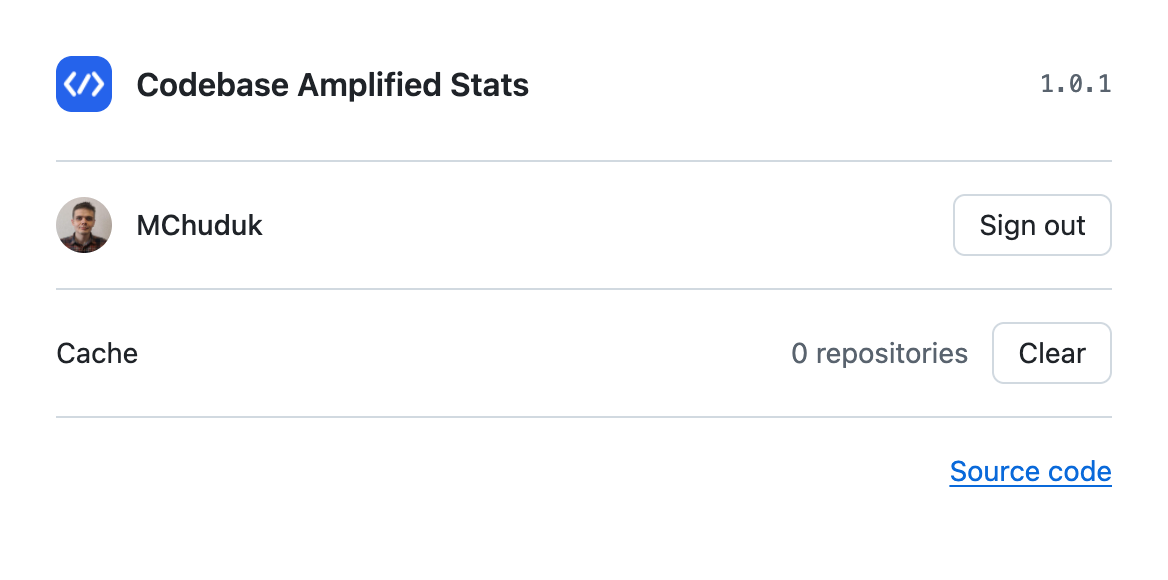 Codebase Amplified Stats 1.0.1
MChuduk Sign out
Cache 0 repositories Clear
Source code